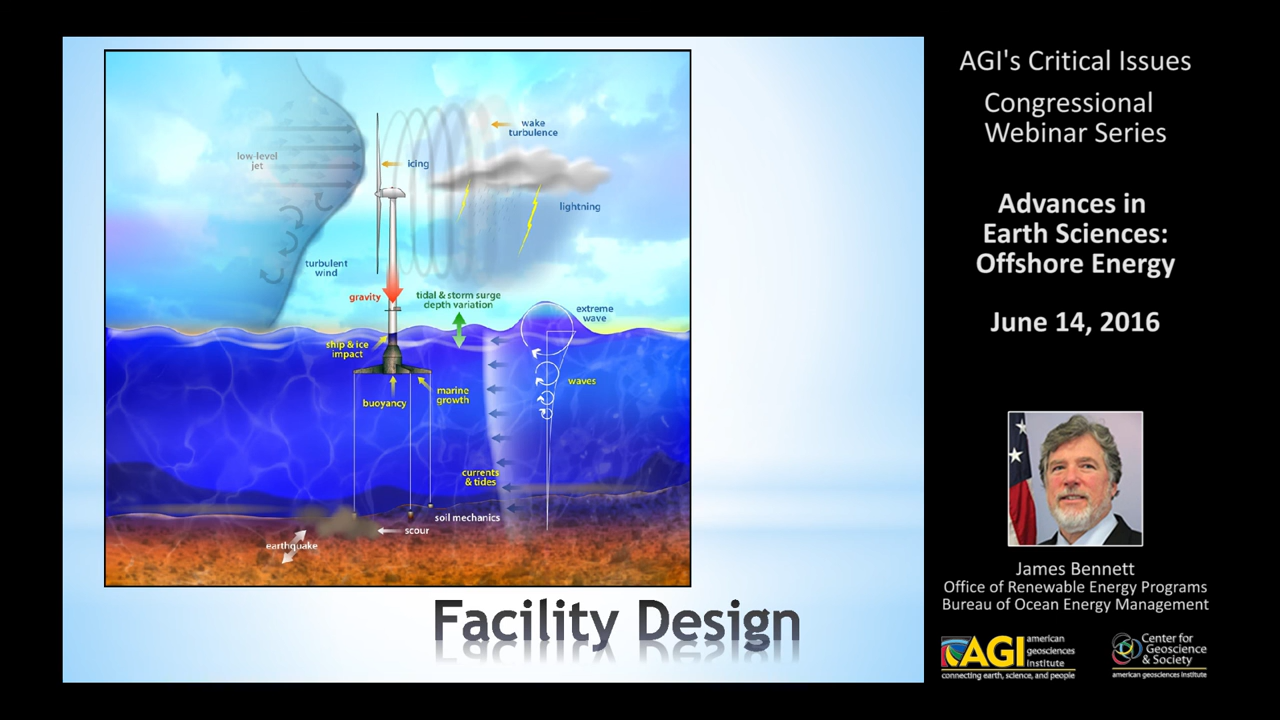 low-level
jet
wake
turbulence
icing
lightning
turbulent
wind
gravity
tidal & storm surge
depth variation
extreme
wave
ship & ice
impact
waves
buoyancy
marine
growth
currents
& tides
soil mechanics
scour
earthquake
Facility Design
AGI's Critical Issues
Congressional
Webinar Series
Advances in
Earth Sciences:
Offshore Energy
June 14, 2016
James Bennett
Office of Renewable Energy Programs
Bureau of Ocean Energy Management
AGI
american
geosciences
institute
connecting earth, science, and people
Center for
Geoscience
& Society
american geosciences institute